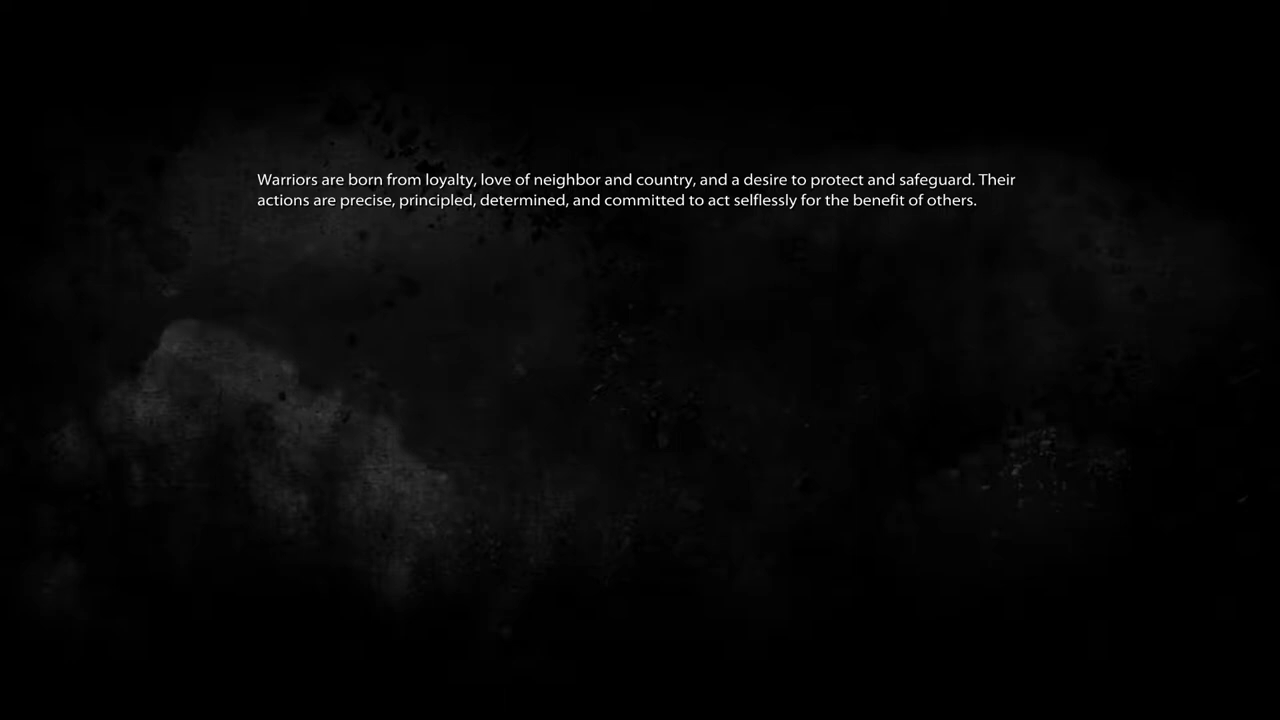 Warriors are born from loyalty, love of neighbor and country, and a desire to protect and safeguard. Their
actions are precise, principled, determined, and committed to act selflessly for the benefit of others.